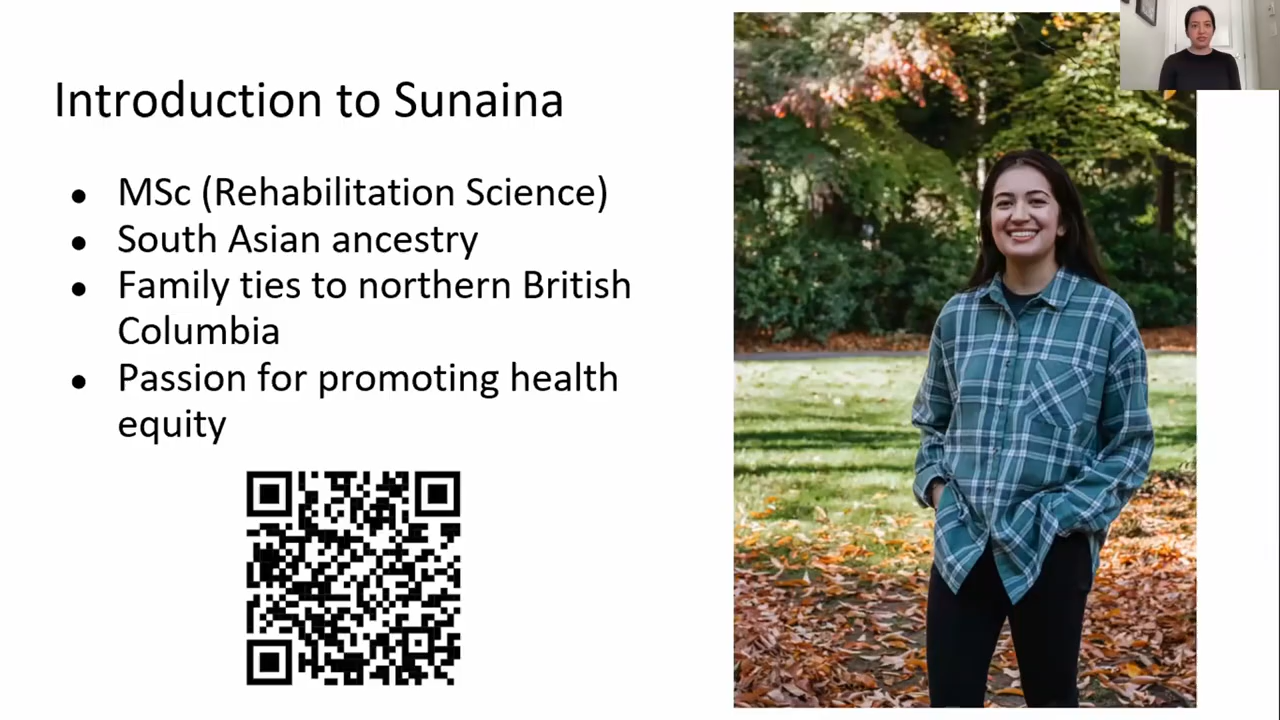 Introduction to Sunaina
● MSc (Rehabilitation Science)
● South Asian ancestry
● Family ties to northern British
Columbia
● Passion for promoting health
equity